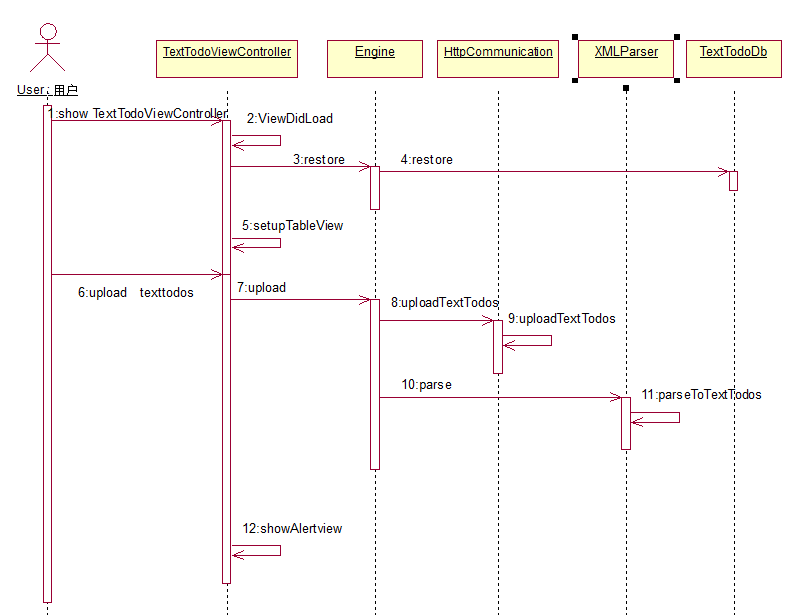 TextTodoViewController
Engine
HttpCommunication
XMLParser
TextTodoDb
User : 用户
1:show TextTodoViewController
2:ViewDidLoad
3:restore
4:restore
5:setupTableView
6:upload texttodos
7:upload
8:uploadTextTodos
9:uploadTextTodos
10:parse
11:parseToTextTodos
12:showAlertview